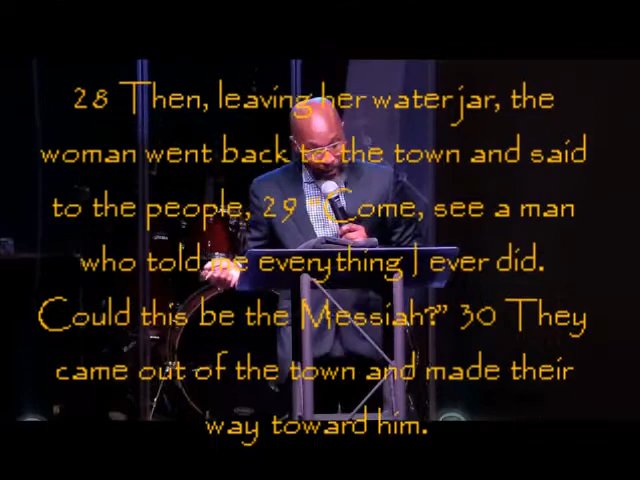 28 Then, leaving her water jar, the
woman went back to the town and said
to the people, 29 “Come, see a man
who told me everything I ever did.
Could this be the Messiah?” 30 They
came out of the town and made their
way toward him.